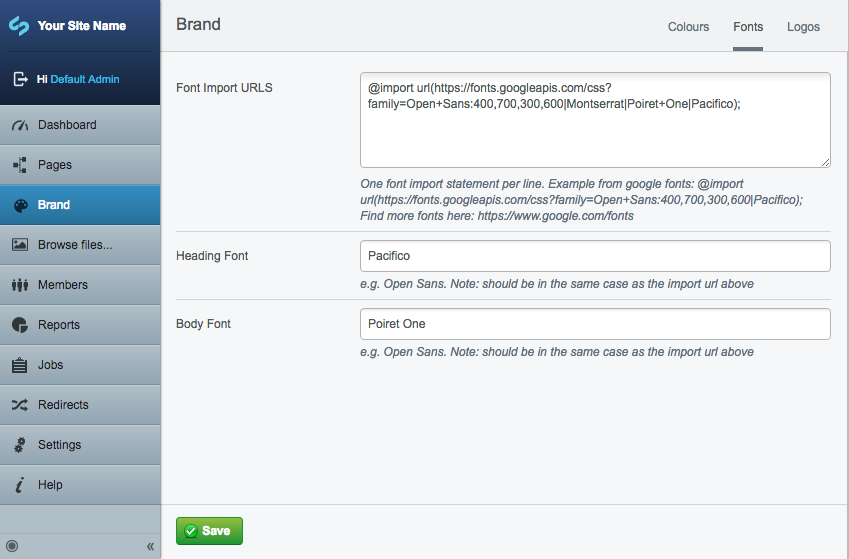 Your Site Name
Hi Default Admin
Dashboard
Pages
Brand
Browse files...
Members
Reports
Jobs
Redirects
Settings
Help
«
Brand
Colours
Fonts
Logos
Font Import URLS
@import url(https://fonts.googleapis.com/css?
family=Open+Sans:400,700,300,600|Montserrat|Poiret+One|Pacifico);
One font import statement per line. Example from google fonts: @import
url(https://fonts.googleapis.com/css?family=Open+Sans:400,700,300,600|Pacifico);
Find more fonts here: https://www.google.com/fonts
Heading Font
Pacifico
e.g. Open Sans. Note: should be in the same case as the import url above
Body Font
Poiret One
e.g. Open Sans. Note: should be in the same case as the import url above
Save